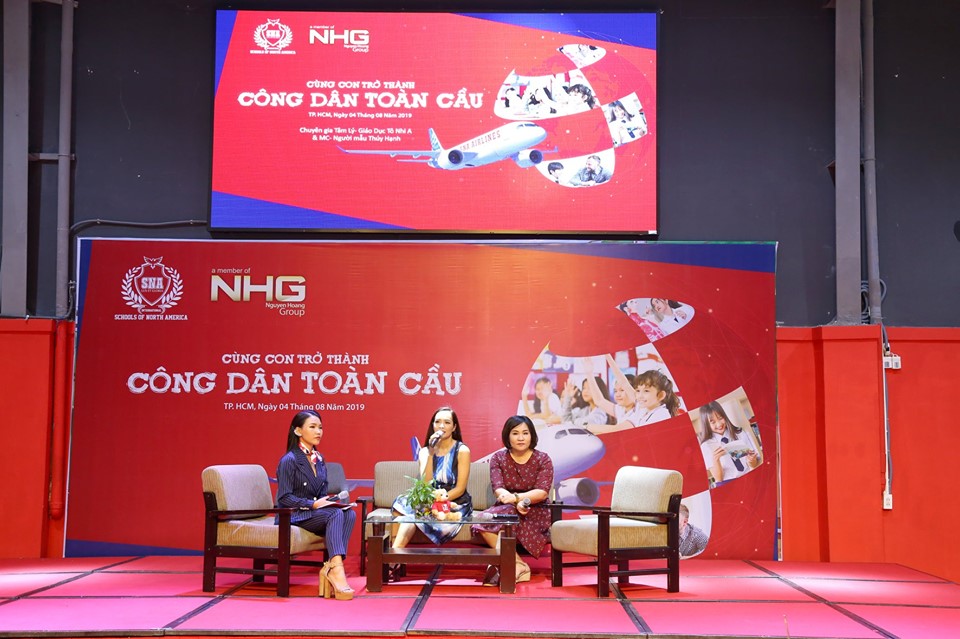 SNA
SCHOOLS OF NORTH AMERICA
a member of
NHG
Nguyen Hoang
Group
CÙNG CON TRỞ THÀNH
CÔNG DÂN TOÀN CẦU
TP. HCM, Ngày 04 Tháng 08 Năm 2019
Chuyên gia Tâm Lý- Giáo Dục Tô Nhi A
& MC- Người mẫu Thúy Hạnh
AIRLINES
SNA
SCHOOLS OF NORTH AMERICA
a member of
NHG
Nguyen Hoang
Group
CÙNG CON TRỞ THÀNH
CÔNG DÂN TOÀN CẦU
TP. HCM, Ngày 04 Tháng 08 Năm 2019